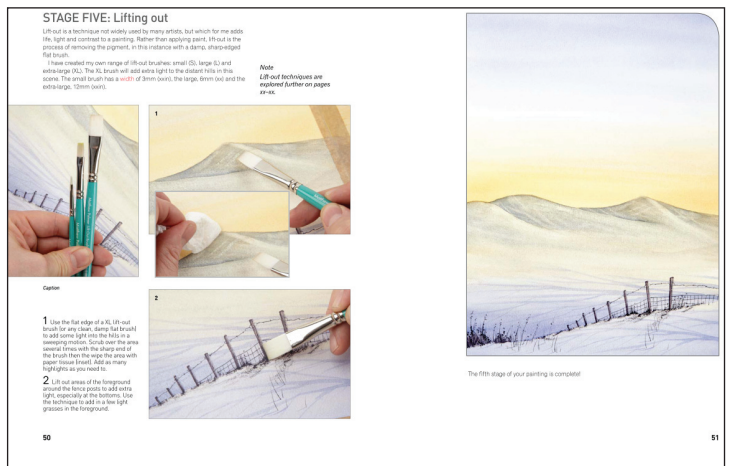 STAGE FIVE: Lifting out
Lift-out is a technique not widely used by many artists, but which for me adds
life, light and contrast to a painting. Rather than applying paint, lift-out is the
process of removing the pigment, in this instance with a damp, sharp-edged
flat brush.
I have created my own range of lift-out brushes: small (S), large (L) and
extra-large (XL). The XL brush will add extra light to the distant hills in this
scene. The small brush has a width of 3mm (xxin), the large, 6mm (xx) and the
extra-large, 12mm (xxin).
Note
Lift-out techniques are
explored further on pages
xx–xx.
1
Caption
1 Use the flat edge of a XL lift-out
brush (or any clean, damp flat brush)
to add some light into the hills in a
sweeping motion. Scrub over the area
several times with the sharp end of
the brush then the wipe the area with
paper tissue (inset). Add as many
highlights as you need to.
2 Lift out areas of the foreground
around the fence posts to add extra
light, especially at the bottoms. Use
the technique to add in a few light
grasses in the foreground.
2
The fifth stage of your painting is complete!
50
51